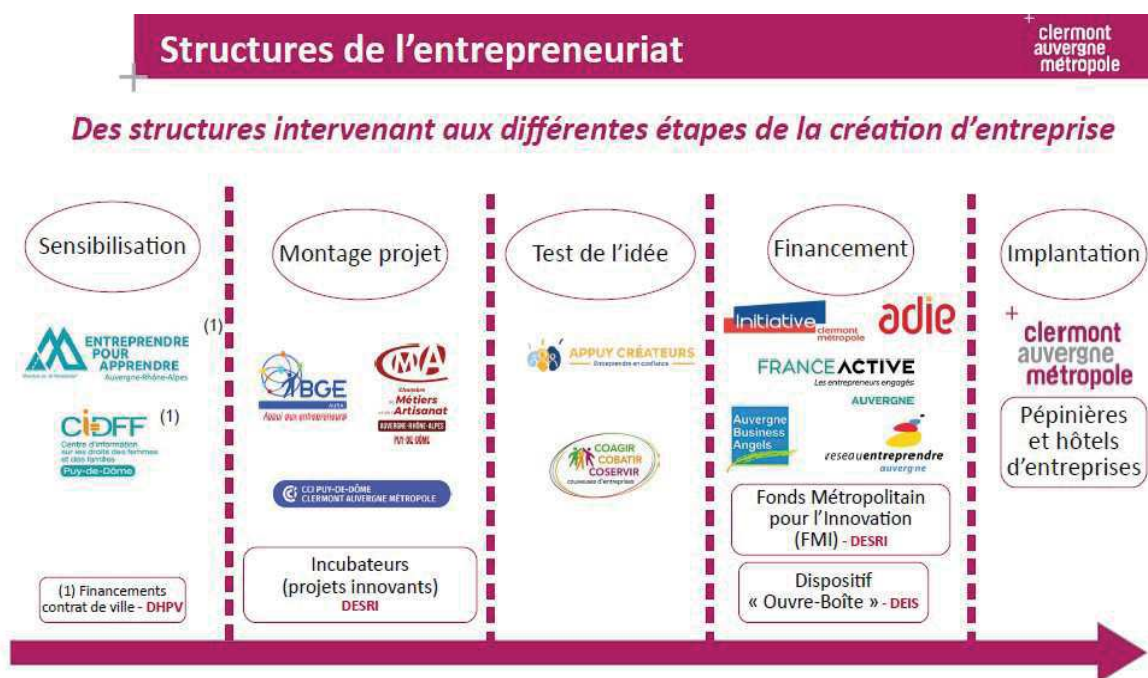 Structures de l'entrepreneuriat
clermont
auvergne
métropole
Des structures intervenant aux différentes étapes de la création d'entreprise
Sensibilisation
(1)
ENTREPRENDRE
POUR
APPRENDRE
Auvergne-Rhône-Alpes
CiDFF
(1)
Centre d'information
sur les droits des femmes
et des familles
Puy-de-Dôme
(1) Financements
contrat de ville - DHPV
Montage projet
BGE
AURA
Appui aux entrepreneurs
CMA
Chambre
de Métiers
et de l'
Artisanat
AUVERGNE-RHÔNE-ALPES
PUY-DE-DÔME
CCI PUY-DE-DÔME
CLERMONT AUVERGNE MÉTROPOLE
Incubateurs
(projets innovants)
DESRI
Test de l'idée
APPUY CRÉATEURS
Entreprendre en confiance
COAGIR
COBATIR
COSERVIR
couveuses d'entreprises
Financement
Initiative
clermont
métropole
adie
FRANCE ACTIVE
Les entrepreneurs engagés
AUVERGNE
Auvergne
Business
Angels
reseauentreprendre
auvergne
Fonds Métropolitain
pour l'Innovation
(FMI) - DESRI
Dispositif
« Ouvre-Boîte » - DEIS
Implantation
clermont
auvergne
métropole
Pépinières
et hôtels
d'entreprises